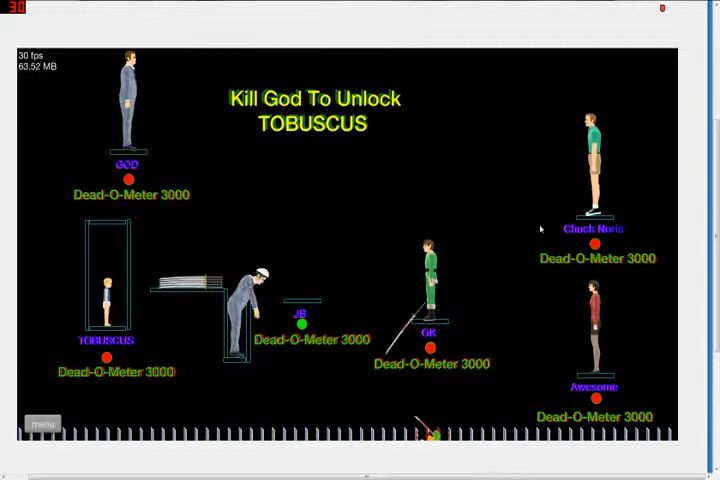 30
30 fps
63.52 MB
Kill God To Unlock
TOBUSCUS
GOD
Dead-O-Meter 3000
Chuck Noris
Dead-O-Meter 3000
TOBUSCUS
Dead-O-Meter 3000
JB
Dead-O-Meter 3000
OK
Dead-O-Meter 3000
Awesome
Dead-O-Meter 3000
menu